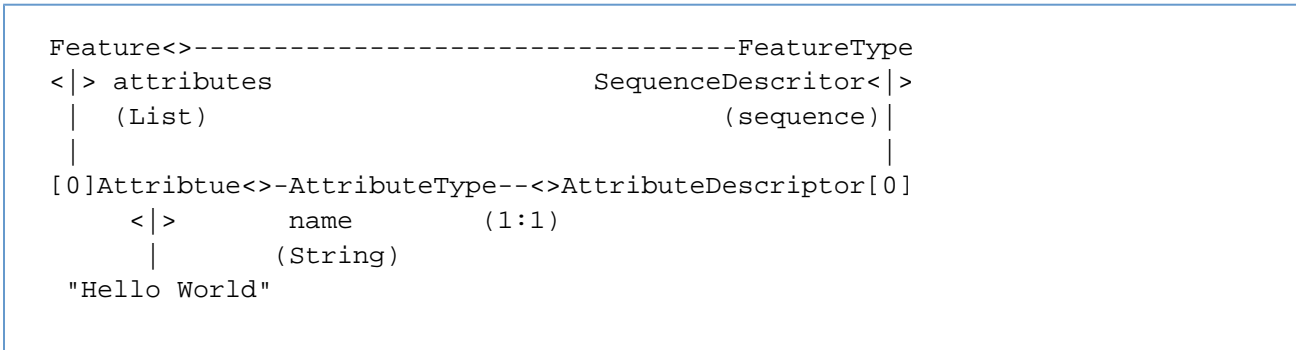 Feature<>----------------------------------FeatureType
<|> attributes                    SequenceDescritor<|>
 |  (List)                                (sequence)|
 |                                                  |
[0]Attribtue<>-AttributeType--<>AttributeDescriptor[0]
     <|>       name        (1:1)
      |       (String)
 "Hello World"